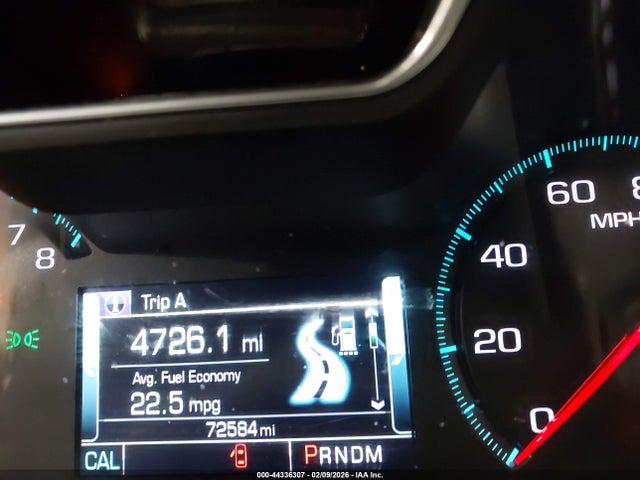 60
8
MPH
7
8
40
20
0
Trip A
4726.1 mi
Avg. Fuel Economy
22.5 mpg
72584 mi
CAL
PRNDM
000-44336307 - 02/09/2026 - IAA Inc.